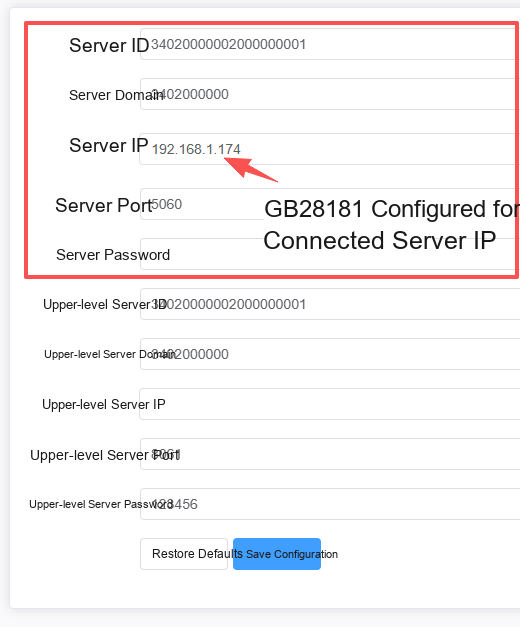 Server ID 34020000002000000001
Server Domain 3402000000
Server IP 192.168.1.174
Server Port 5060
GB28181 Configured for
Connected Server IP
Server Password
Upper-level Server ID 34020000002000000001
Upper-level Server Domain 3402000000
Upper-level Server IP
Upper-level Server Port 8061
Upper-level Server Password 123456
Restore Defaults Save Configuration